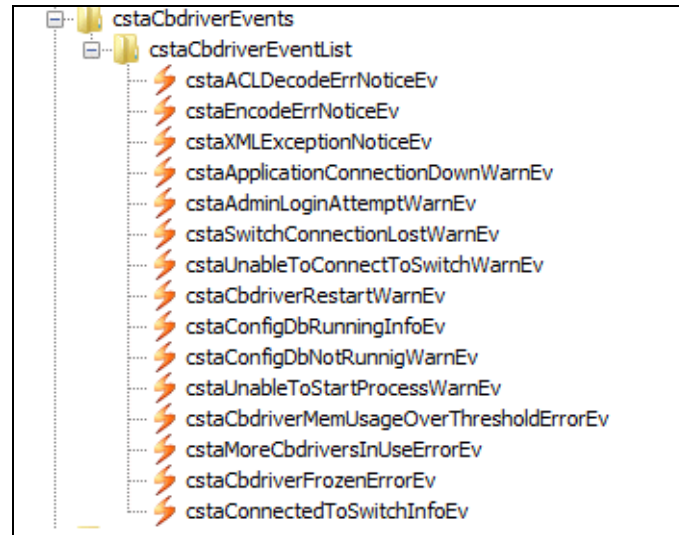 cstaCbdriverEvents
cstaCbdriverEventList
cstaACLDecodeErrNoticeEv
cstaEncodeErrNoticeEv
cstaXMLExceptionNoticeEv
cstaApplicationConnectionDownWarnEv
cstaAdminLoginAttemptWarnEv
cstaSwitchConnectionLostWarnEv
cstaUnableToConnectToSwitchWarnEv
cstaCbdriverRestartWarnEv
cstaConfigDbRunningInfoEv
cstaConfigDbNotRunnigWarnEv
cstaUnableToStartProcessWarnEv
cstaCbdriverMemUsageOverThresholdErrorEv
cstaMoreCbdriversInUseErrorEv
cstaCbdriverFrozenErrorEv
cstaConnectedToSwitchInfoEv